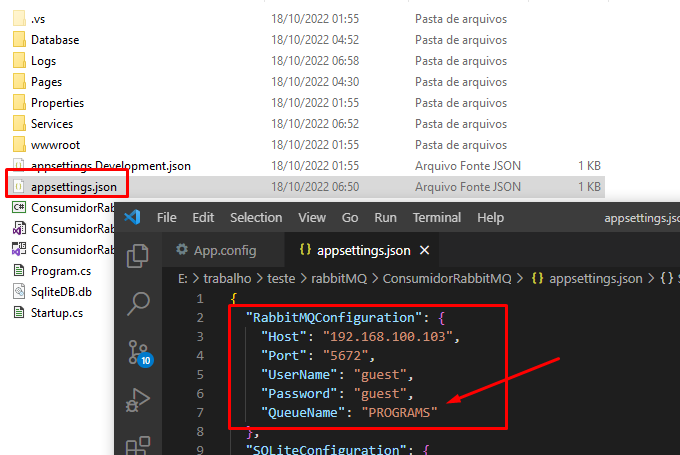 .vs 18/10/2022 01:55 Pasta de arquivos
Database 18/10/2022 04:52 Pasta de arquivos
Logs 18/10/2022 06:58 Pasta de arquivos
Pages 18/10/2022 04:30 Pasta de arquivos
Properties 18/10/2022 01:55 Pasta de arquivos
Services 18/10/2022 06:52 Pasta de arquivos
wwwroot 18/10/2022 01:55 Pasta de arquivos
appsettings.Development.json 18/10/2022 01:55 Arquivo Fonte JSON 1 KB
appsettings.json 18/10/2022 06:50 Arquivo Fonte JSON 1 KB
C# ConsumidorRab
ConsumidorRab
ConsumidorRab
Program.cs
SqliteDB.db
Startup.cs
File Edit Selection View Go Run Terminal Help appsettings.json
App.config {} appsettings.json ×
E: > trabalho > teste > rabbitMQ > ConsumidorRabbitMQ > {} appsettings.json > {}
1 {
2 "RabbitMQConfiguration": {
3 "Host": "192.168.100.103",
4 "Port": "5672",
5 "UserName": "guest",
6 "Password": "guest",
7 "QueueName": "PROGRAMS"
8 },
9 "SQLiteConfiguration": {
10